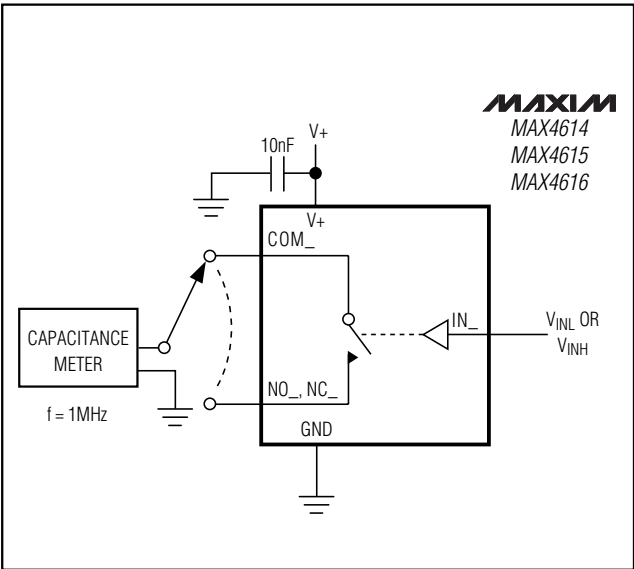 MAXIM
MAX4614
MAX4615
MAX4616
10nF
V+
V+
COM_
IN_
VINL OR
VINH
CAPACITANCE
METER
f = 1MHz
NO_, NC_
GND